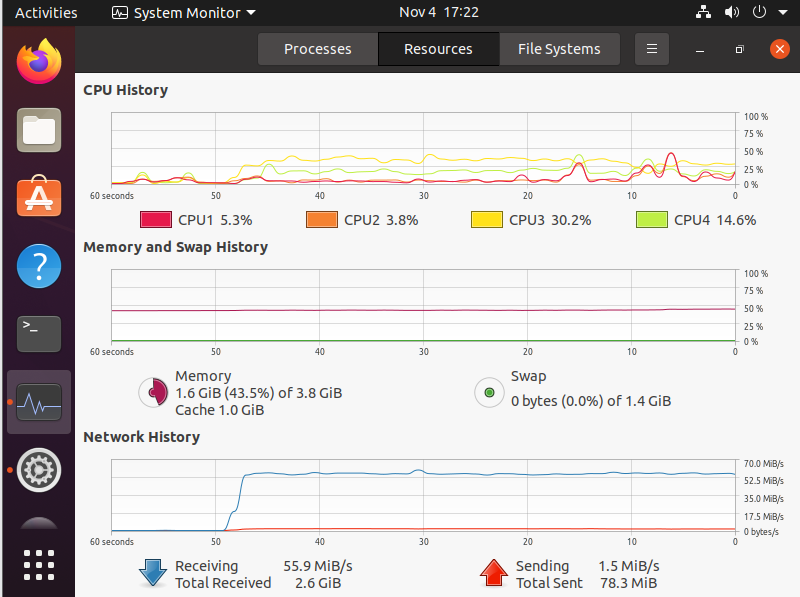 Activities System Monitor Nov 4 17:22
Processes Resources File Systems
CPU History
100 %
75 %
50 %
25 %
0 %
60 seconds 50 40 30 20 10 0
CPU1 5.3% CPU2 3.8% CPU3 30.2% CPU4 14.6%
Memory and Swap History
100 %
75 %
50 %
25 %
0 %
60 seconds 50 40 30 20 10 0
Memory
1.6 GiB (43.5%) of 3.8 GiB
Cache 1.0 GiB
Swap
0 bytes (0.0%) of 1.4 GiB
Network History
70.0 MiB/s
52.5 MiB/s
35.0 MiB/s
17.5 MiB/s
0 bytes/s
60 seconds 50 40 30 20 10 0
Receiving 55.9 MiB/s
Total Received 2.6 GiB
Sending 1.5 MiB/s
Total Sent 78.3 MiB